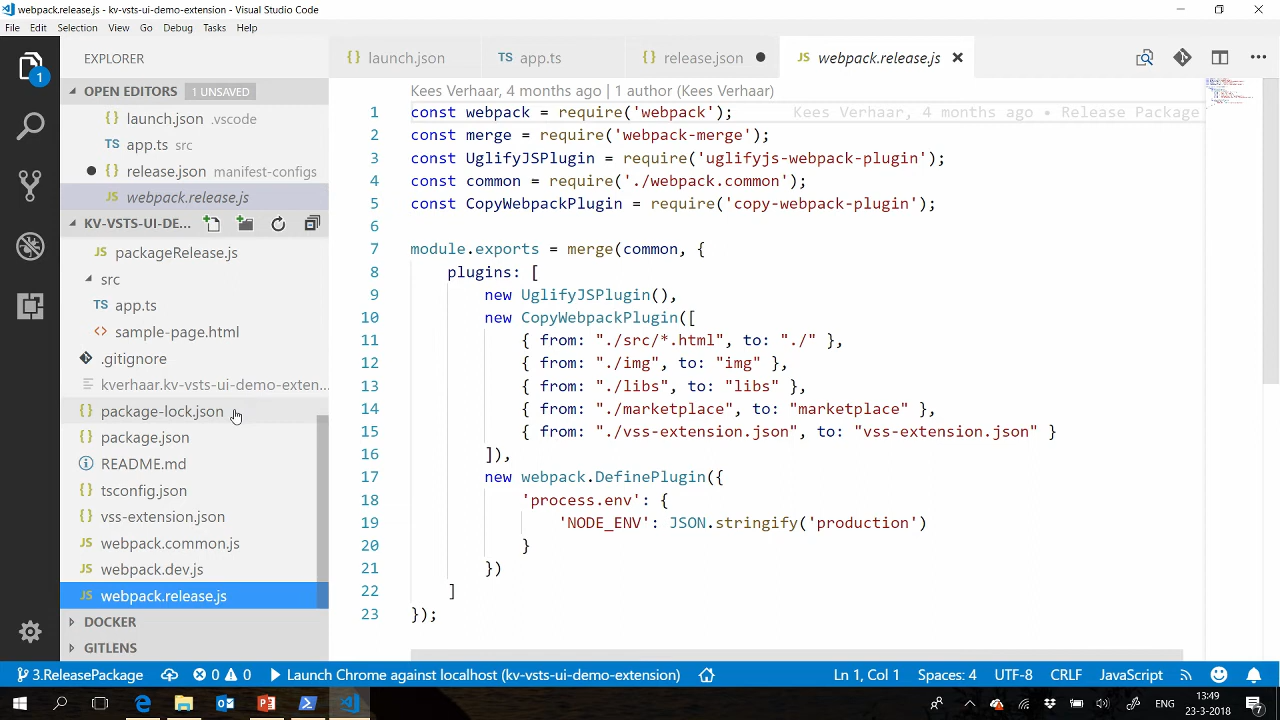 webpack.release.js - kv-vsts-ui-demo-extension - Visual Studio Code
File Edit Selection View Go Debug Tasks Help
EXPLORER
OPEN EDITORS 1 UNSAVED
launch.json .vscode
TS app.ts src
release.json manifest-configs
JS webpack.release.js
KV-VSTS-UI-DE...
JS packageRelease.js
src
TS app.ts
<> sample-page.html
.gitignore
kverhaar.kv-vsts-ui-demo-exten...
{} package-lock.json
{} package.json
README.md
{} tsconfig.json
{} vss-extension.json
JS webpack.common.js
JS webpack.dev.js
JS webpack.release.js
DOCKER
GITLENS
1
{} launch.json TS app.ts {} release.json JS webpack.release.js
Kees Verhaar, months ago | 1 author (Kees Verhaar)
1 const webpack = require('webpack'); Kees Verhaar, 4 months ago • Release Package
2 const merge = require('webpack-merge');
3 const UglifyJSPlugin = require('uglifyjs-webpack-plugin');
4 const common = require('./webpack.common');
5 const CopyWebpackPlugin = require('copy-webpack-plugin');
6
7 module.exports = merge(common, {
8 plugins: [
9 new UglifyJSPlugin(),
10 new CopyWebpackPlugin([
11 { from: "./src/*.html", to: "./" },
12 { from: "./img", to: "img" },
13 { from: "./libs", to: "libs" },
14 { from: "./marketplace", to: "marketplace" },
15 { from: "./vss-extension.json", to: "vss-extension.json" }
16 ]),
17 new webpack.DefinePlugin({
18 'process.env': {
19 'NODE_ENV': JSON.stringify('production')
20 }
21 })
22 ]
23 });
3.ReleasePackage 0 0 Launch Chrome against localhost (kv-vsts-ui-demo-extension) Ln 1, Col 1 Spaces: 4 UTF-8 CRLF JavaScript
ENG 13:49
23-3-2018 7